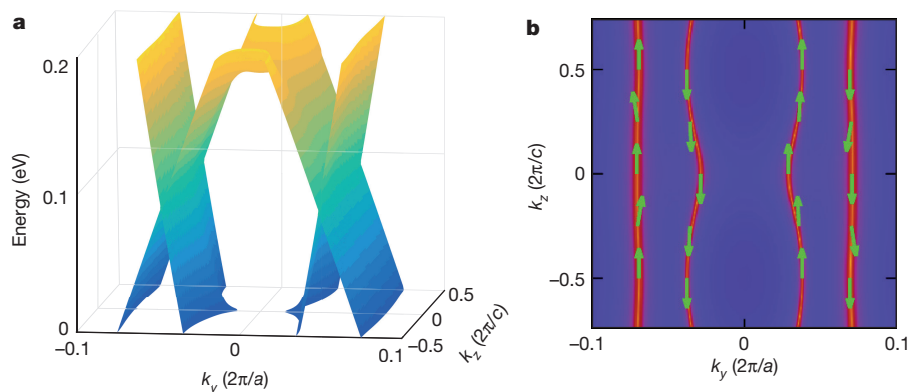 a
0.2
0.1
0
Energy (eV)
–0.1
0
0.1
k_y (2π/a)
0.5
0
–0.5
k_z (2π/c)
b
0.5
0
–0.5
k_z (2π/c)
–0.1
0
0.1
k_y (2π/a)